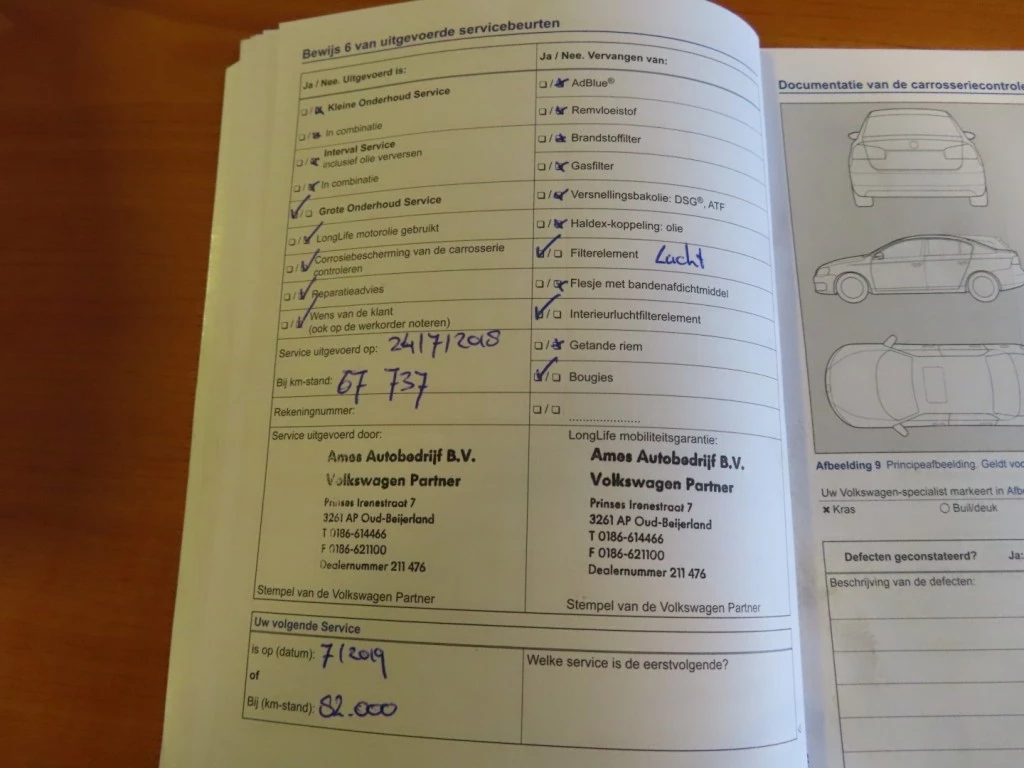 Bewijs 6 van uitgevoerde servicebeurten
Ja / Nee. Uitgevoerd is:
❑/❑ Kleine Onderhoud Service
❑/❑ In combinatie
❑/❑ Interval Service
inclusief olie verversen
❑/❑ In combinatie
❑/❑ Grote Onderhoud Service
❑/❑ LongLife motorolie gebruikt
❑/❑ Corrosiebescherming van de carrosserie
controleren
❑/❑ Reparatieadvies
❑/❑ Wens van de klant
(ook op de werkorder noteren)
Service uitgevoerd op: 24/7/2018
Bij km-stand: 67 737
Rekeningnummer:
Service uitgevoerd door:
Ames Autobedrijf B.V.
Volkswagen Partner
Prinses Irenestraat 7
3261 AP Oud-Beijerland
T 0186-614466
F 0186-621100
Dealernummer 211 476
Stempel van de Volkswagen Partner
Ja / Nee. Vervangen van:
❑/❑ AdBlue®
❑/❑ Remvloeistof
❑/❑ Brandstoffilter
❑/❑ Gasfilter
❑/❑ Versnellingsbakolie: DSG®, ATF
❑/❑ Haldex-koppeling: olie
❑/❑ Filterelement Lucht
❑/❑ Flesje met bandenafdichtmiddel
❑/❑ Interieurluchtfilterelement
❑/❑ Getande riem
❑/❑ Bougies
❑/❑ ....................
LongLife mobiliteitsgarantie:
Ames Autobedrijf B.V.
Volkswagen Partner
Prinses Irenestraat 7
3261 AP Oud-Beijerland
T 0186-614466
F 0186-621100
Dealernummer 211 476
Stempel van de Volkswagen Partner
Uw volgende Service
is op (datum): 7/2019
of
Bij (km-stand): 82.000
Welke service is de eerstvolgende?
Documentatie van de carrosseriecontrole
Afbeelding 9 Principeafbeelding. Geldt voo
Uw Volkswagen-specialist markeert in Afbe
× Kras ○ Buil/deuk
Defecten geconstateerd? Ja:
Beschrijving van de defecten: